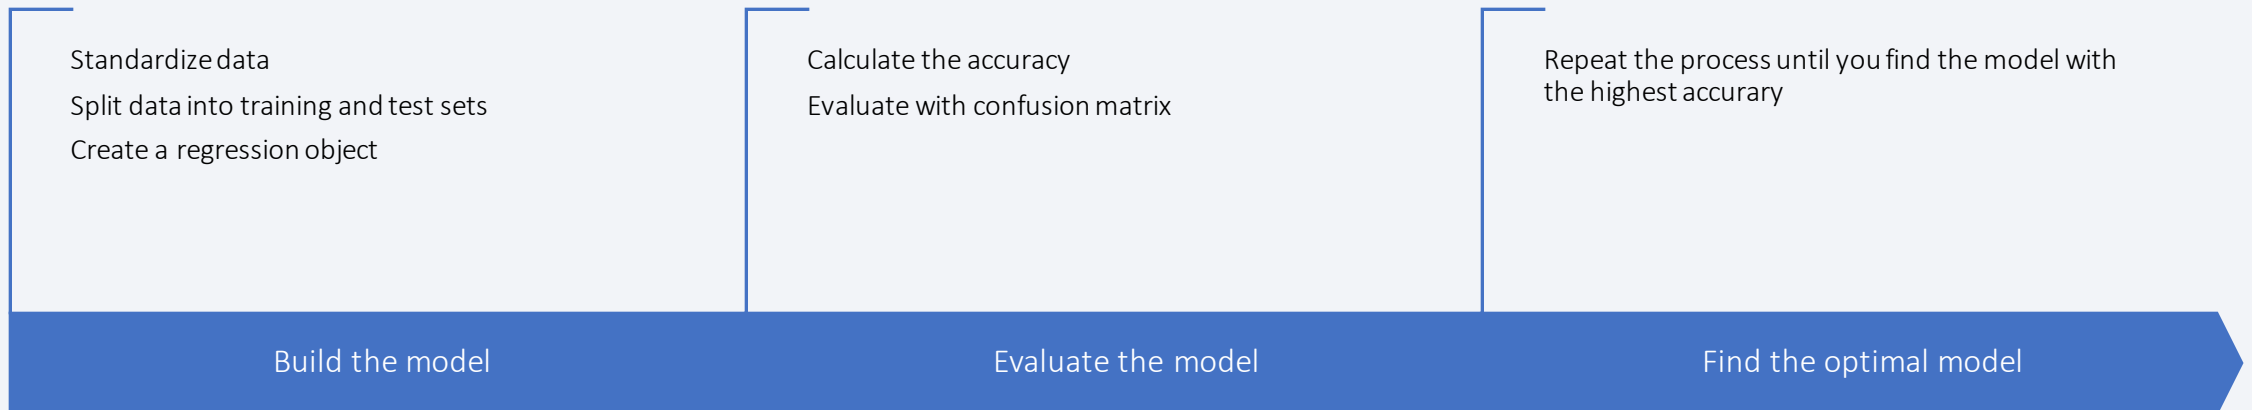 Standardize data
Split data into training and test sets
Create a regression object
Build the model
Calculate the accuracy
Evaluate with confusion matrix
Evaluate the model
Repeat the process until you find the model with
the highest accurary
Find the optimal model